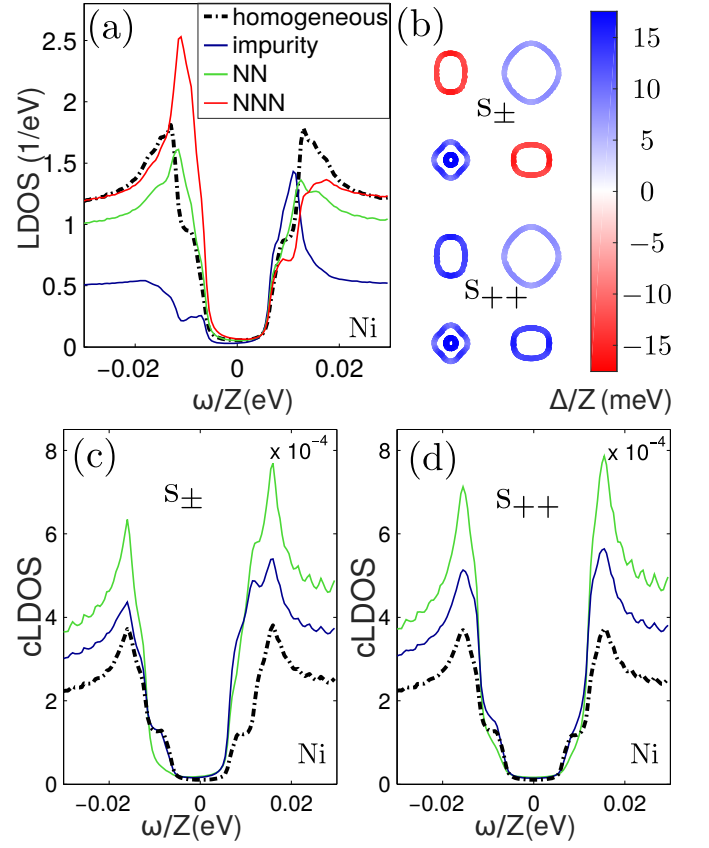 (a)
homogeneous
impurity
NN
NNN
LDOS (1/eV)
2.5
2
1.5
1
0.5
0
Ni
−0.02
0
0.02
ω/Z(eV)
(b)
s±
s++
15
10
5
0
−5
−10
−15
Δ/Z (meV)
(c)
x 10⁻⁴
s±
cLDOS
8
6
4
2
0
Ni
−0.02
0
0.02
ω/Z(eV)
(d)
x 10⁻⁴
s++
cLDOS
8
6
4
2
0
Ni
−0.02
0
0.02
ω/Z(eV)